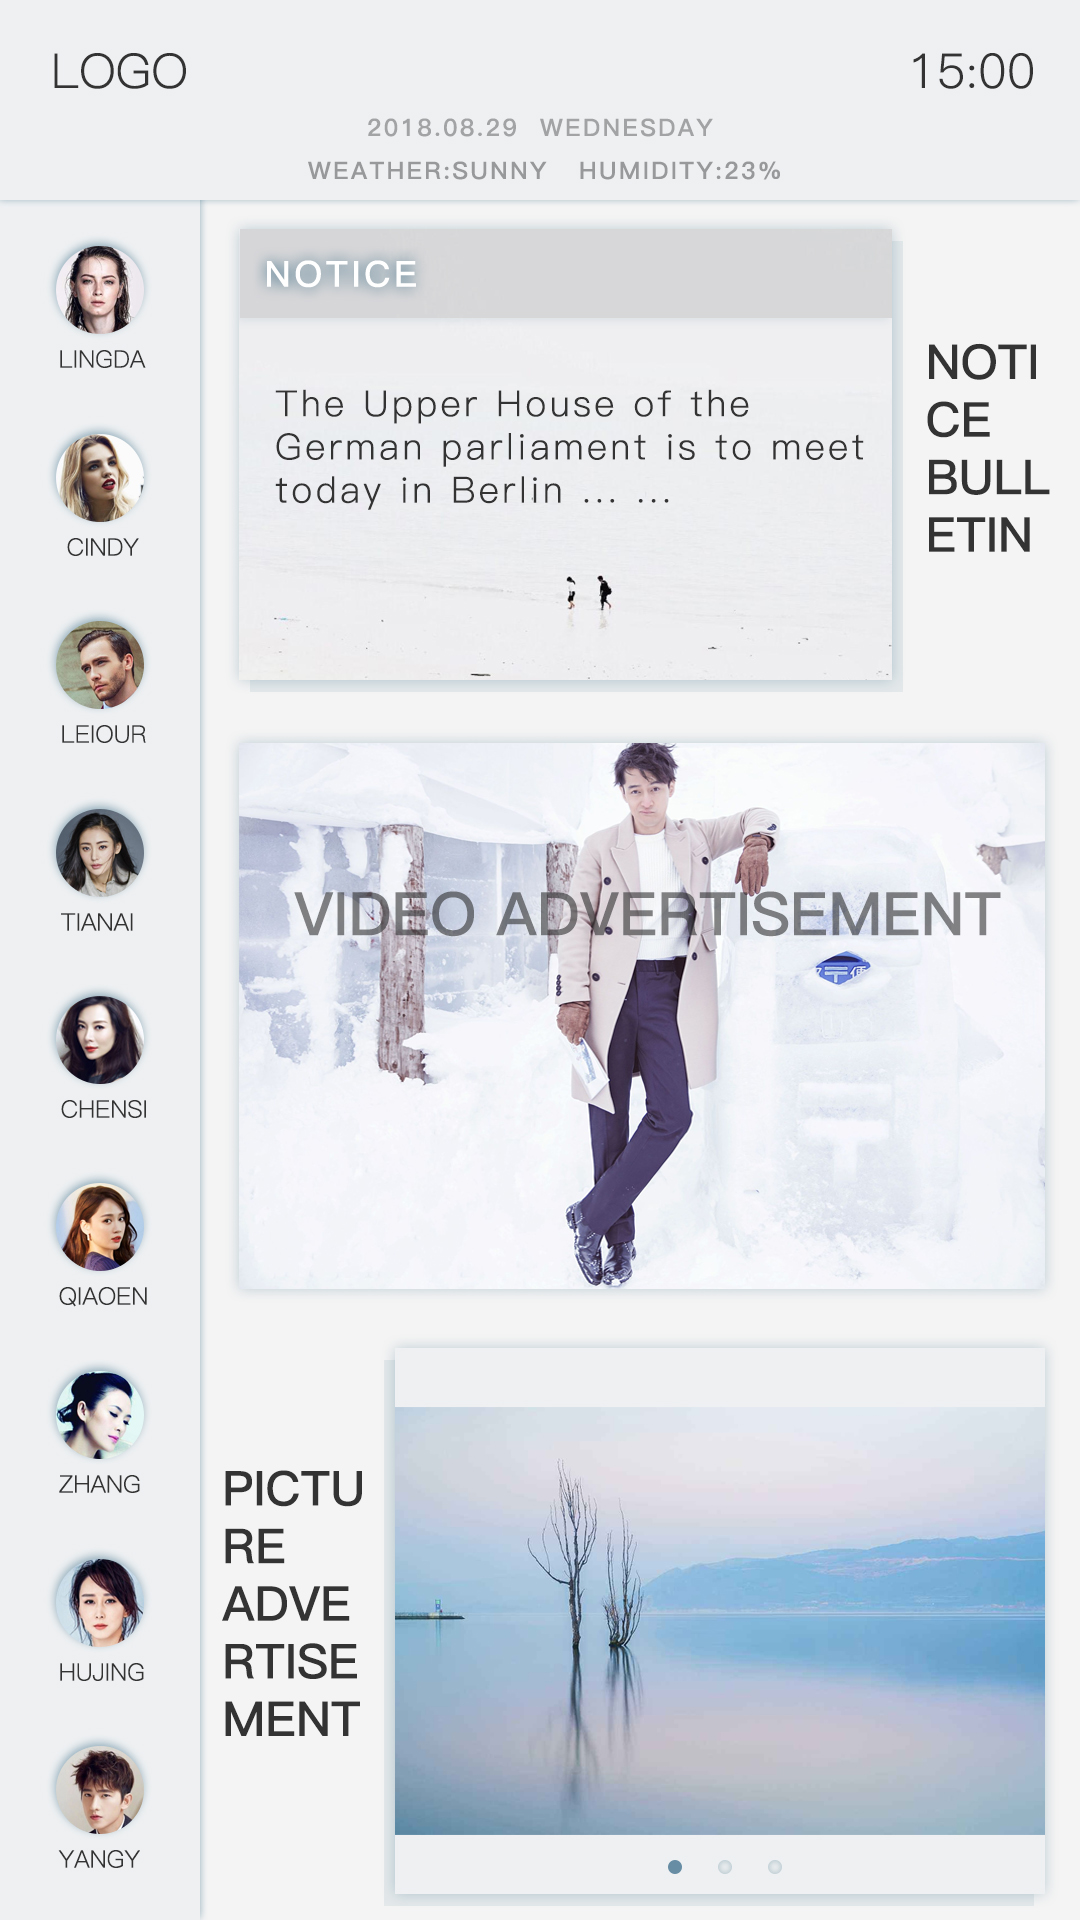 LOGO
15:00
2018.08.29 WEDNESDAY
WEATHER:SUNNY HUMIDITY:23%
LINGDA
CINDY
LEIOUR
TIANAI
CHENSI
QIAOEN
ZHANG
HUJING
YANGY
NOTICE
The Upper House of the
German parliament is to meet
today in Berlin ... ...
NOTI
CE
BULL
ETIN
VIDEO ADVERTISEMENT
PICTU
RE
ADVE
RTISE
MENT